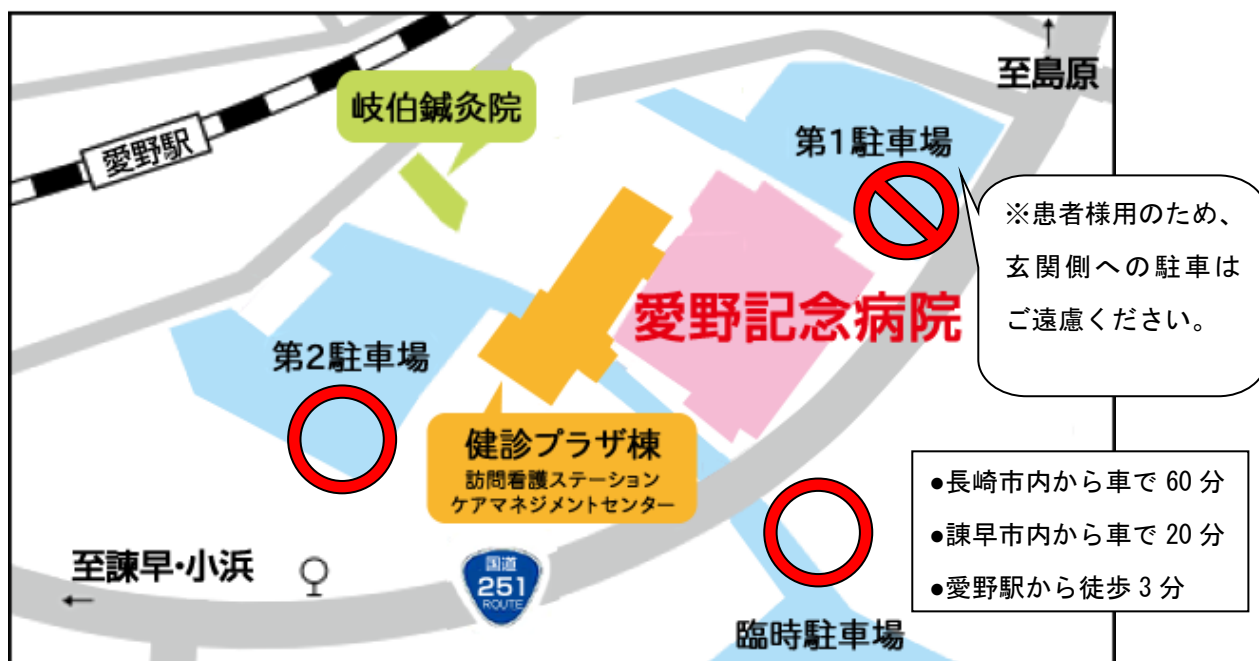 至島原
岐伯鍼灸院
愛野駅
第1駐車場
※患者様用のため、
玄関側への駐車は
ご遠慮ください。
愛野記念病院
第2駐車場
健診プラザ棟
訪問看護ステーション
ケアマネジメントセンター
●長崎市内から車で 60 分
●諫早市内から車で 20 分
●愛野駅から徒歩 3 分
至諫早・小浜
国道
251
ROUTE
臨時駐車場